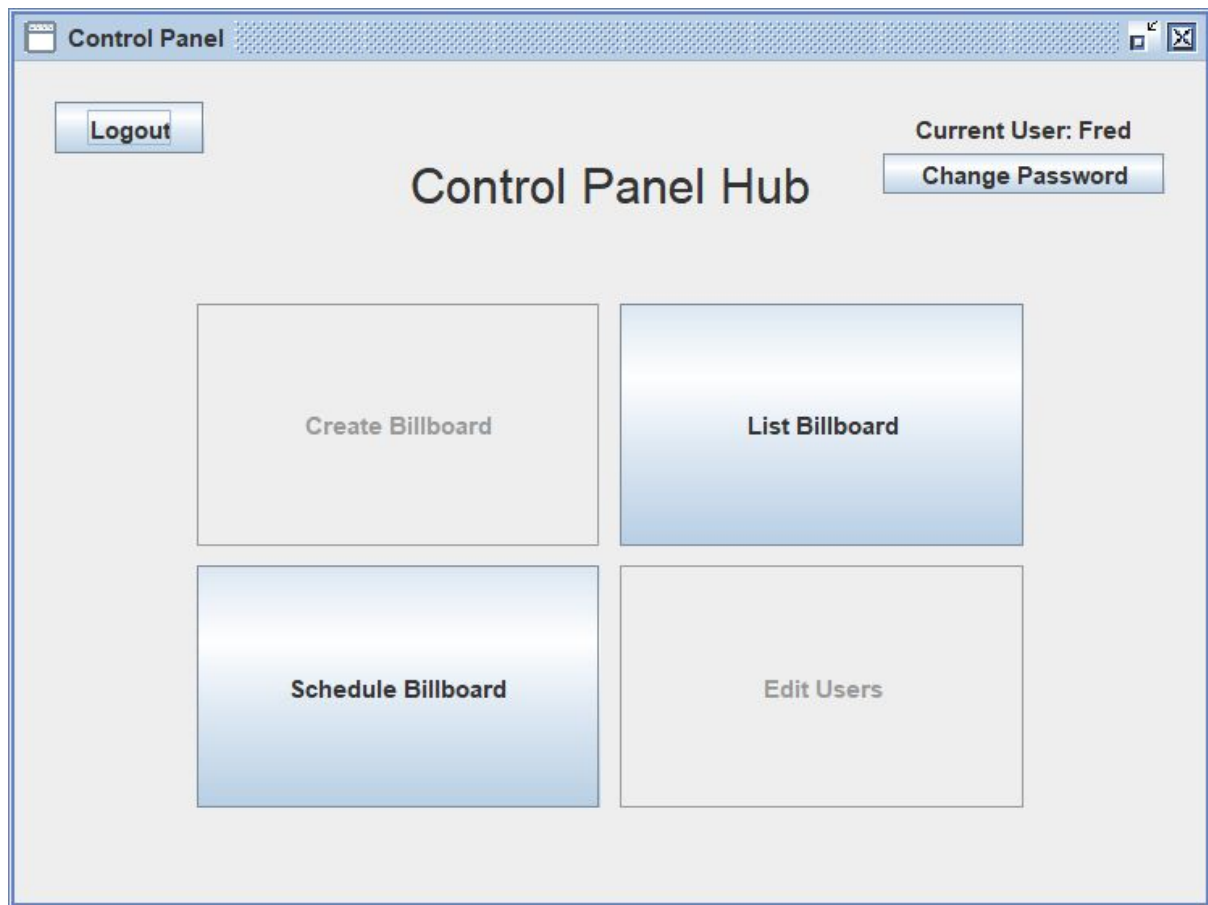 Control Panel
Logout
Current User: Fred
Change Password
Control Panel Hub
Create Billboard
List Billboard
Schedule Billboard
Edit Users